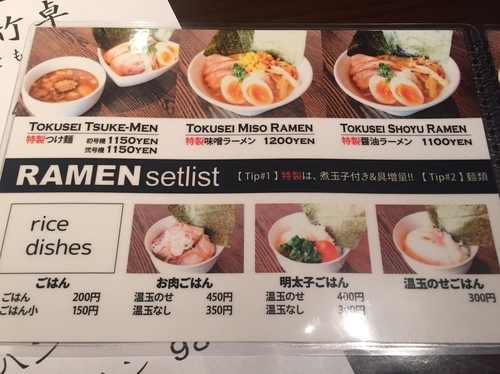 竹卓
TOKUSEI TSUKE-MEN
特製つけ麺 初号機 1150YEN
弐号機 1150YEN
TOKUSEI MISO RAMEN
特製味噌ラーメン 1200YEN
TOKUSEI SHOYU RAMEN
特製醤油ラーメン 1100YEN
RAMEN setlist 【Tip#1】特製は、煮玉子付き&具増量!! 【Tip#2】麺類
rice
dishes
ごはん
ごはん 200円
ごはん小 150円
お肉ごはん
温玉のせ 450円
温玉なし 350円
明太子ごはん
温玉のせ 400円
温玉なし
温玉のせごはん
300円